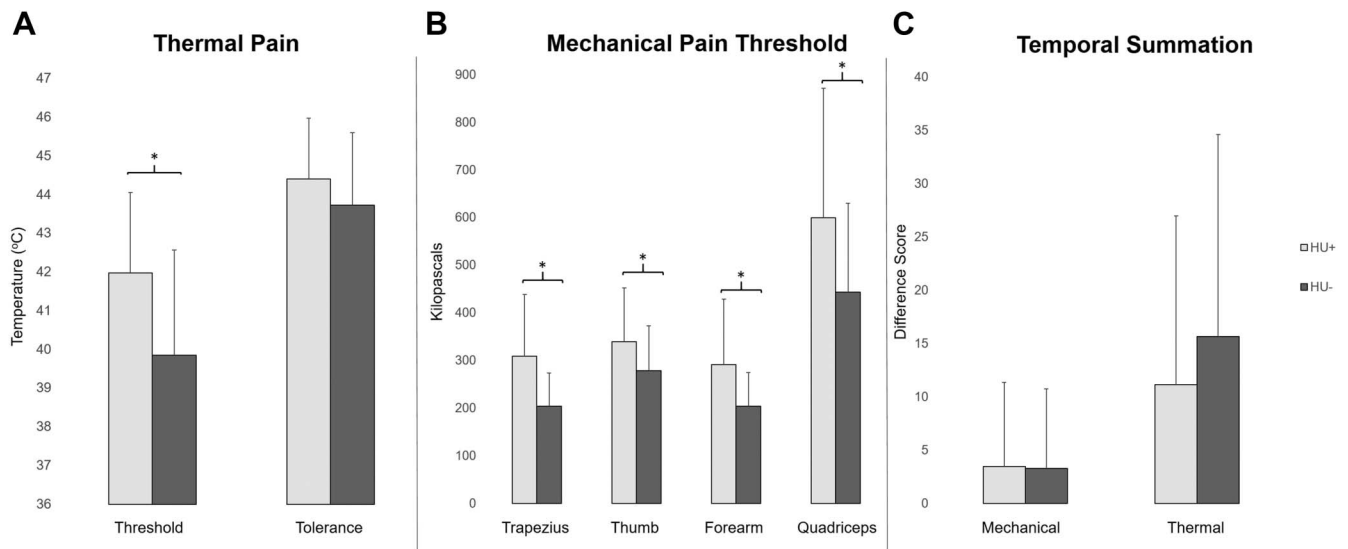 A
Thermal Pain
Temperature (ºC)
47
46
45
44
43
42
41
40
39
38
37
36
*
Threshold
Tolerance
B
Mechanical Pain Threshold
Kilopascals
900
800
700
600
500
400
300
200
100
0
*
*
*
*
Trapezius
Thumb
Forearm
Quadriceps
C
Temporal Summation
Difference Score
40
35
30
25
20
15
10
5
0
Mechanical
Thermal
HU+
HU-